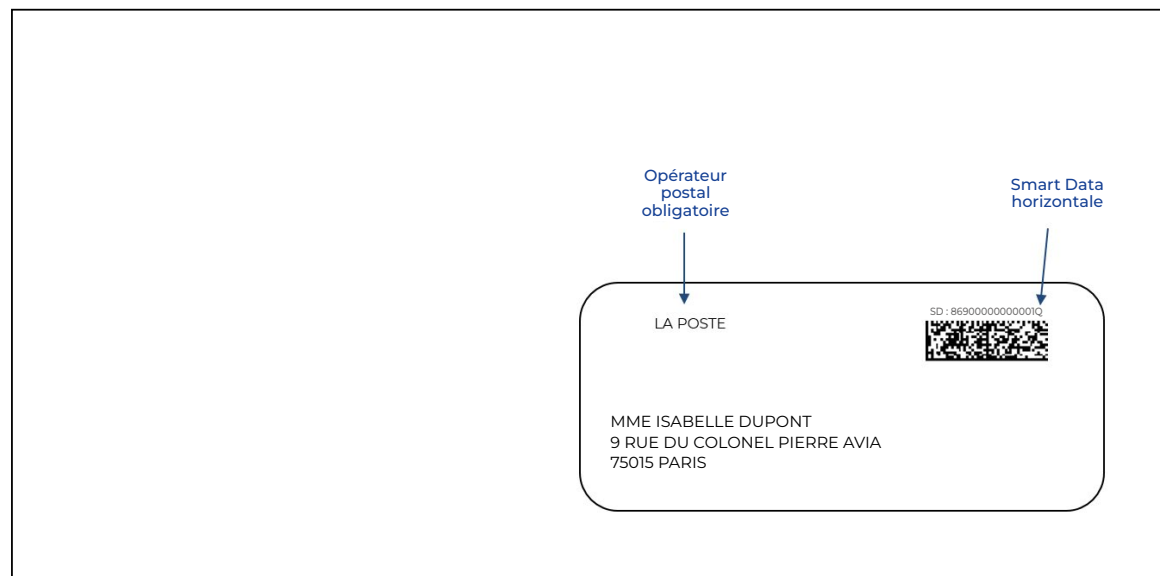 Opérateur
postal
obligatoire
Smart Data
horizontale
LA POSTE
SD : 86900000000001Q
MME ISABELLE DUPONT
9 RUE DU COLONEL PIERRE AVIA
75015 PARIS